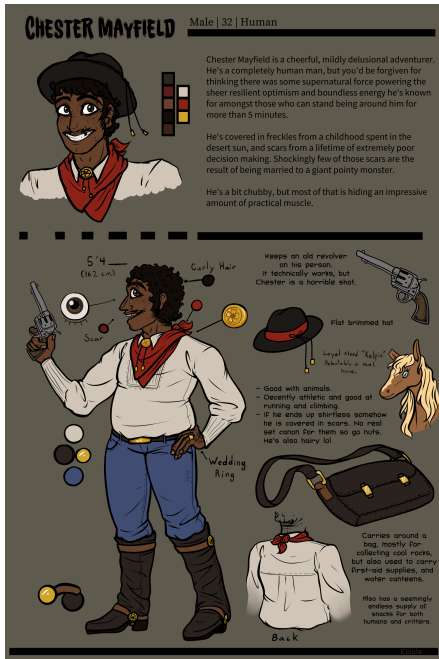 CHESTER MAYFIELD
Male | 32 | Human
Chester Mayfield is a cheerful, mildly delusional adventurer.
He's a completely human man, but you'd be forgiven for
thinking there was some supernatural force powering the
sheer resilient optimism and boundless energy he's known
for amongst those who can stand being around him for
more than 5 minutes.
He's covered in freckles from a childhood spent in the
desert sun, and scars from a lifetime of extremely poor
decision making. Shockingly few of those scars are the
result of being married to a giant pointy monster.
He's a bit chubby, but most of that is hiding an impressive
amount of practical muscle.
5'4
(162 cm)
Curly Hair
Scar
Wedding
Ring
Keeps an old revolver
on his person.
It technically works, but
Chester is a horrible shot.
Flat brimmed hat
Loyal steed "Kelpie"
Debatably a real
horse.
- Good with animals.
- Decently athletic and good at
running and climbing.
- If he ends up shirtless somehow
he is covered in scars. No real
set canon for them so go nuts.
He's also hairy lol
Carries around a
bag, mostly for
collecting cool rocks,
but also used to carry
first-aid supplies, and
water canteens.
Also has a seemingly
endless supply of
snacks for both
humans and critters.
Back